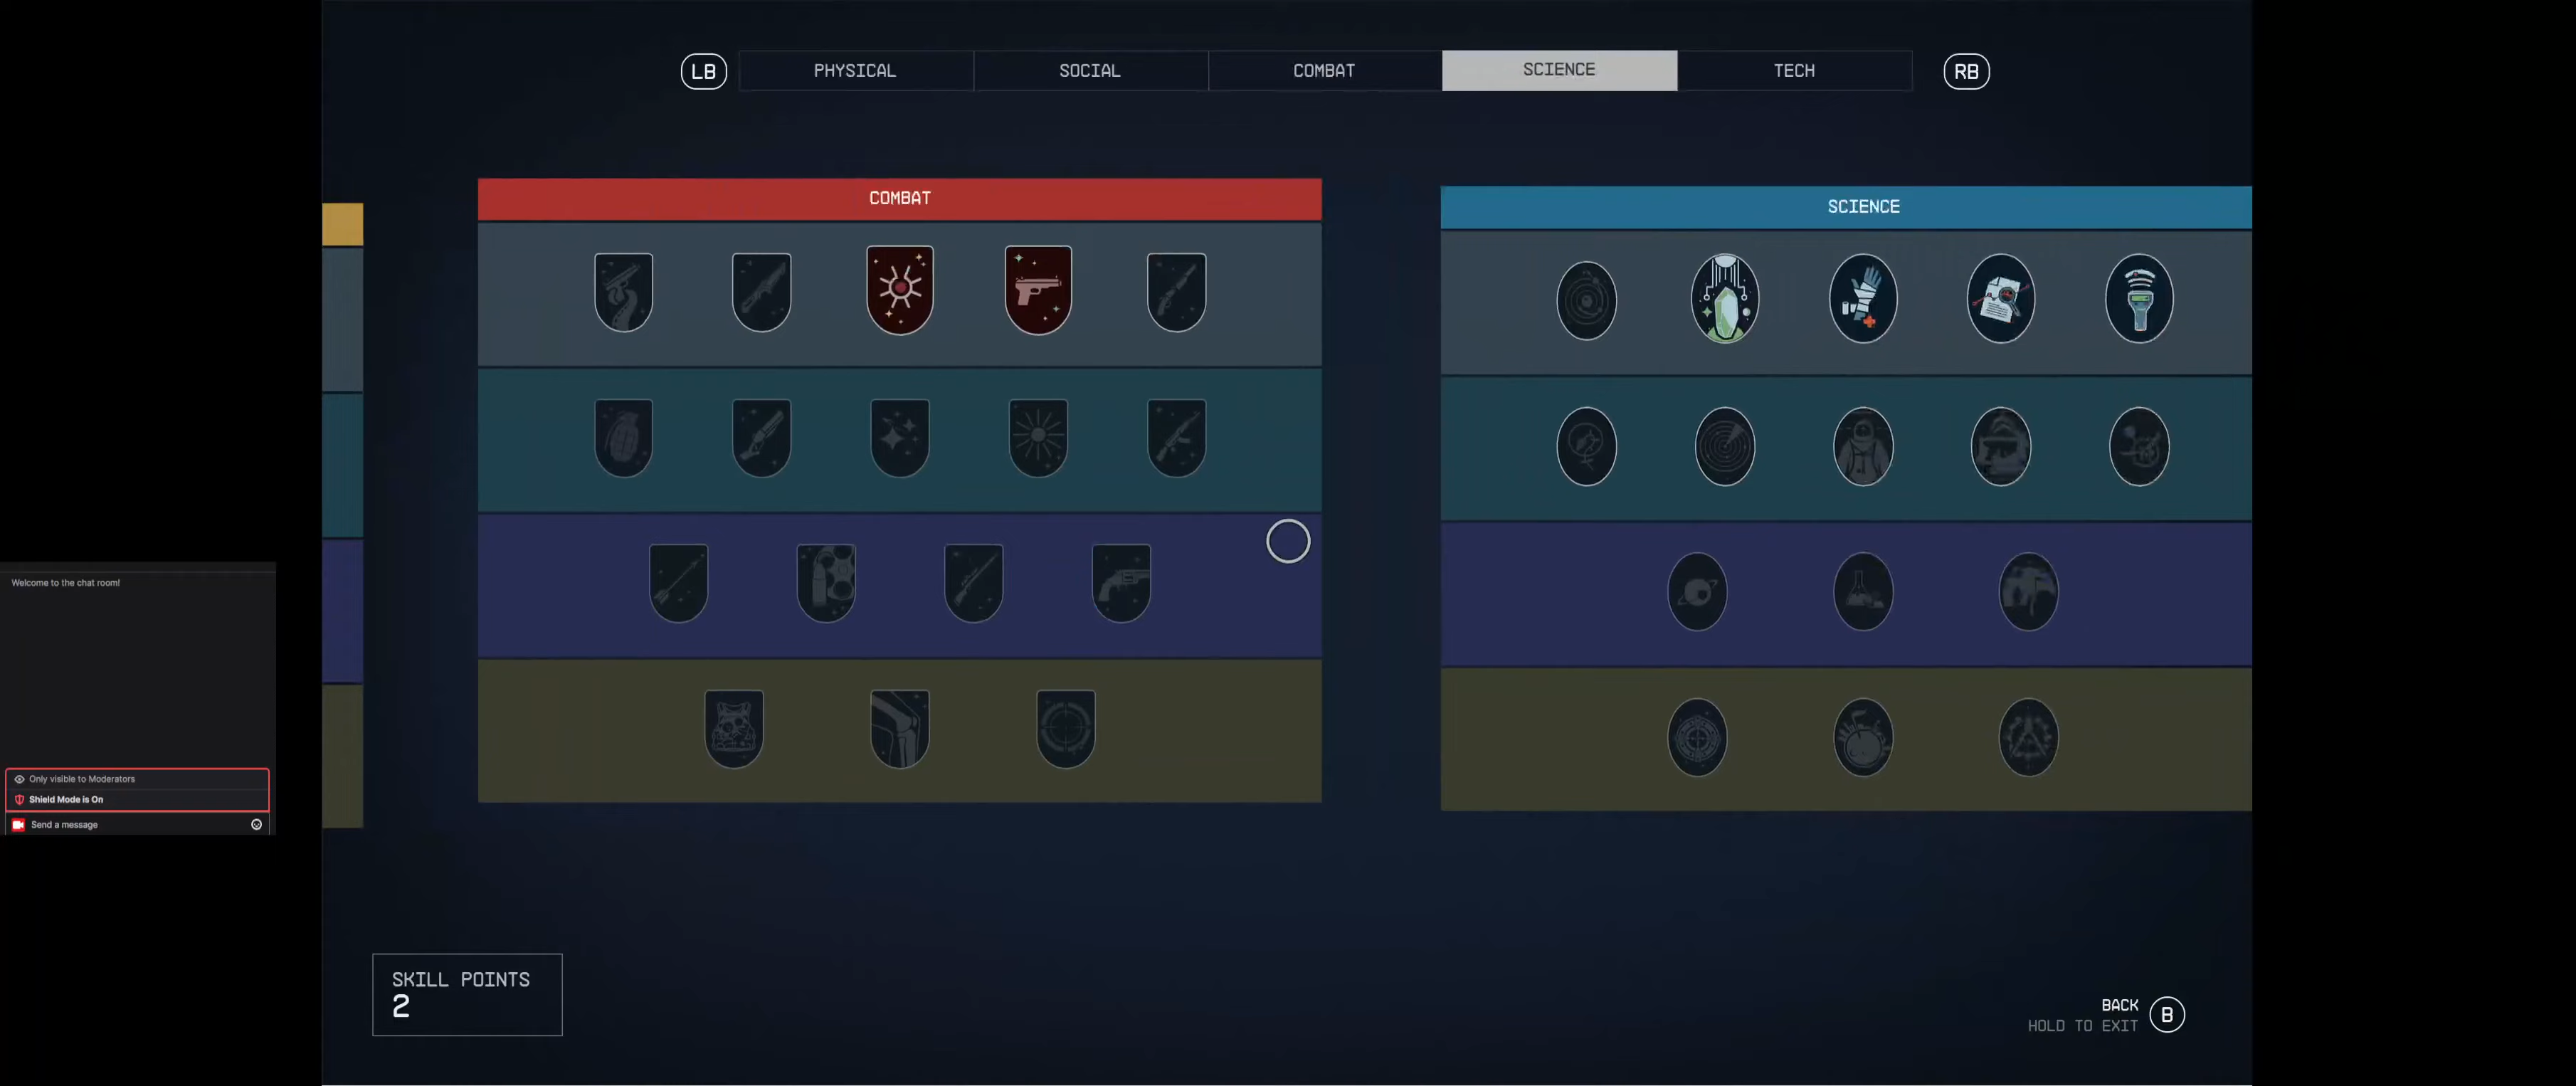 LB
PHYSICAL
SOCIAL
COMBAT
SCIENCE
TECH
RB
COMBAT
SCIENCE
Welcome to the chat room!
Only visible to Moderators
Shield Mode is On
Send a message
SKILL POINTS
2
BACK
HOLD TO EXIT
B